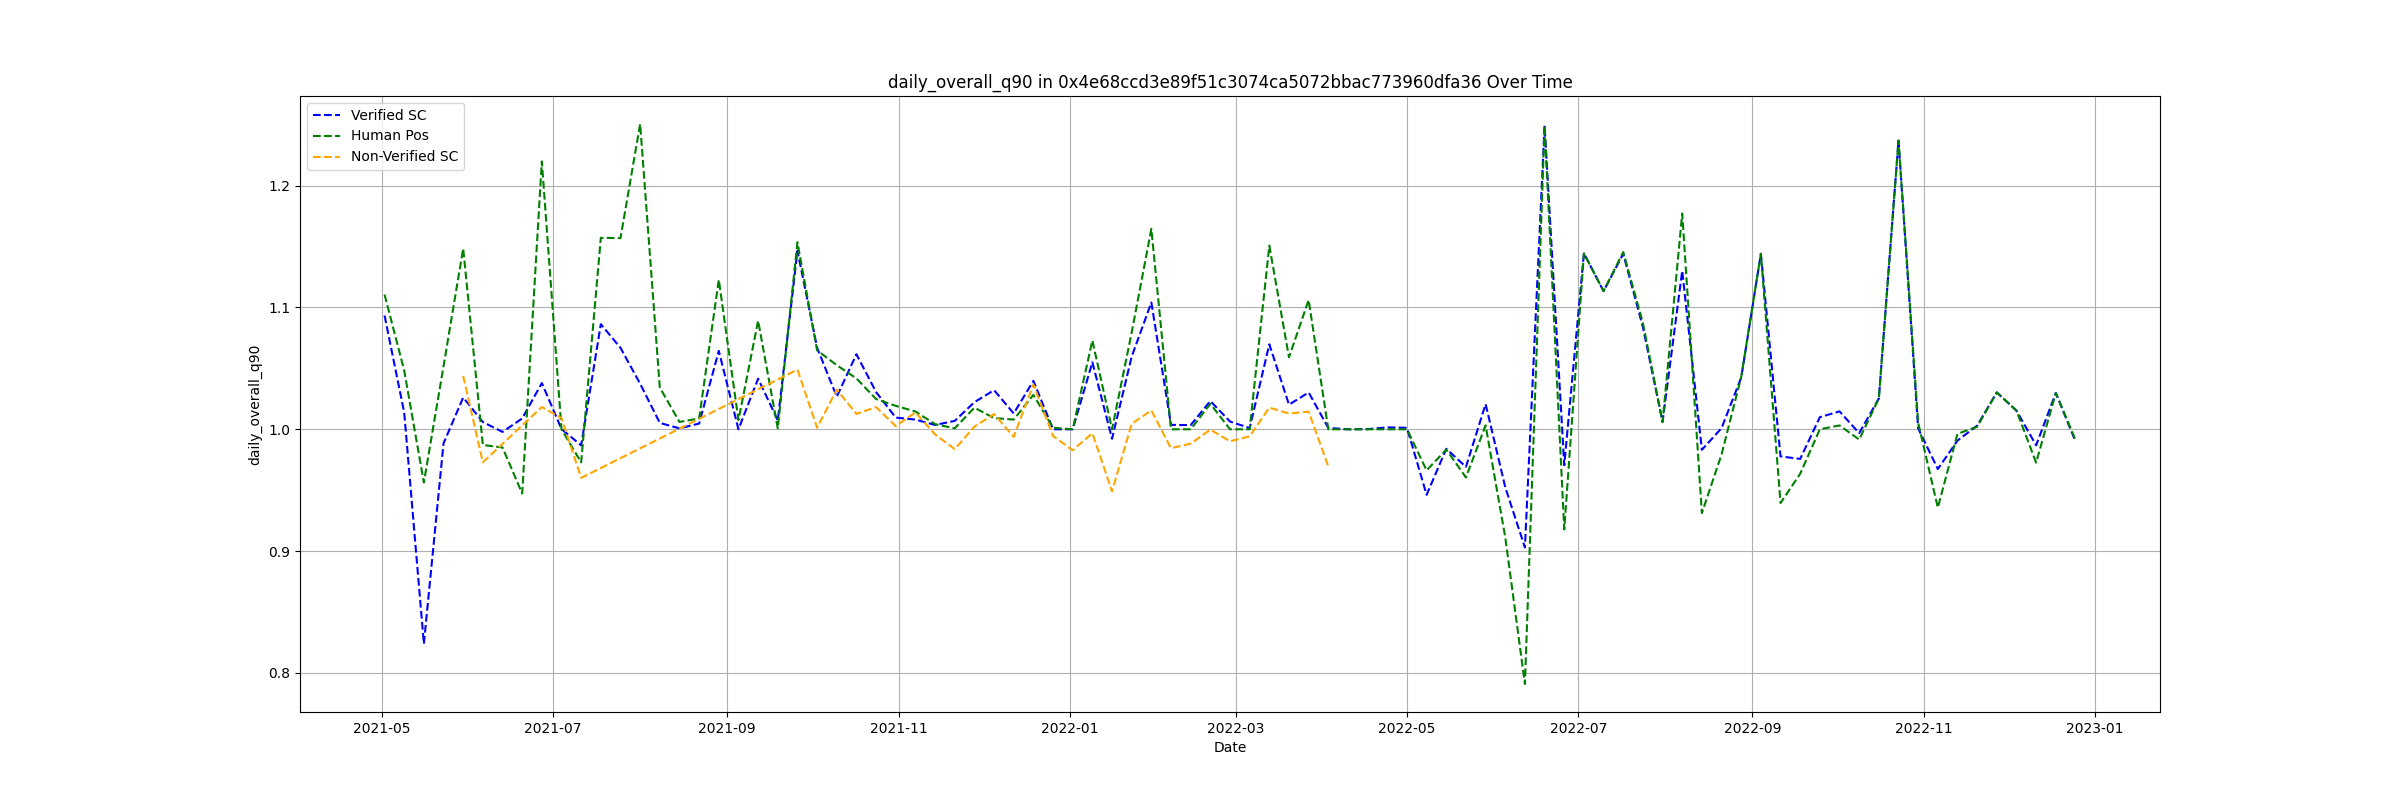 daily_overall_q90 in 0x4e68ccd3e89f51c3074ca5072bbac773960dfa36 Over Time
Verified SC
Human Pos
Non-Verified SC
daily_overall_q90
1.2
1.1
1.0
0.9
0.8
2021-05
2021-07
2021-09
2021-11
2022-01
2022-03
2022-05
2022-07
2022-09
2022-11
2023-01
Date